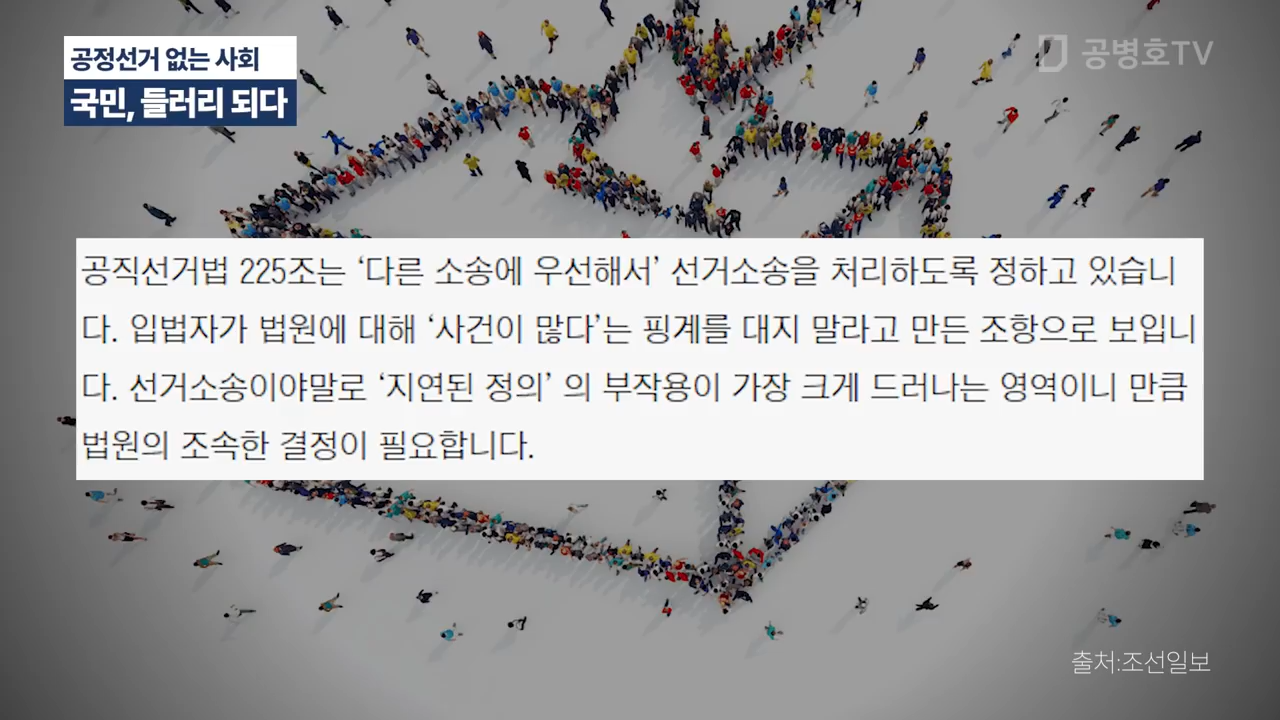 공정선거 없는 사회
국민, 들러리 되다
공병호TV
공직선거법 225조는 ‘다른 소송에 우선해서’ 선거소송을 처리하도록 정하고 있습니
다. 입법자가 법원에 대해 ‘사건이 많다’는 핑계를 대지 말라고 만든 조항으로 보입니
다. 선거소송이야말로 ‘지연된 정의’ 의 부작용이 가장 크게 드러나는 영역이니 만큼
법원의 조속한 결정이 필요합니다.
출처:조선일보